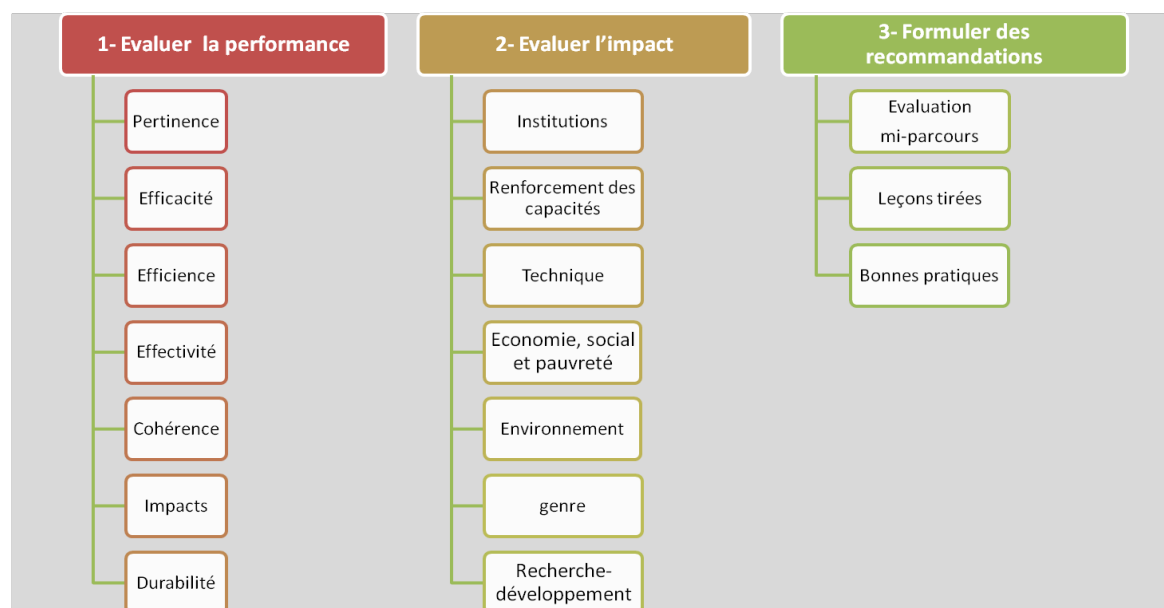 1- Evaluer la performance
Pertinence
Efficacité
Efficience
Effectivité
Cohérence
Impacts
Durabilité
2- Evaluer l’impact
Institutions
Renforcement des
capacités
Technique
Economie, social
et pauvreté
Environnement
genre
Recherche-
développement
3- Formuler des
recommandations
Evaluation
mi-parcours
Leçons tirées
Bonnes pratiques